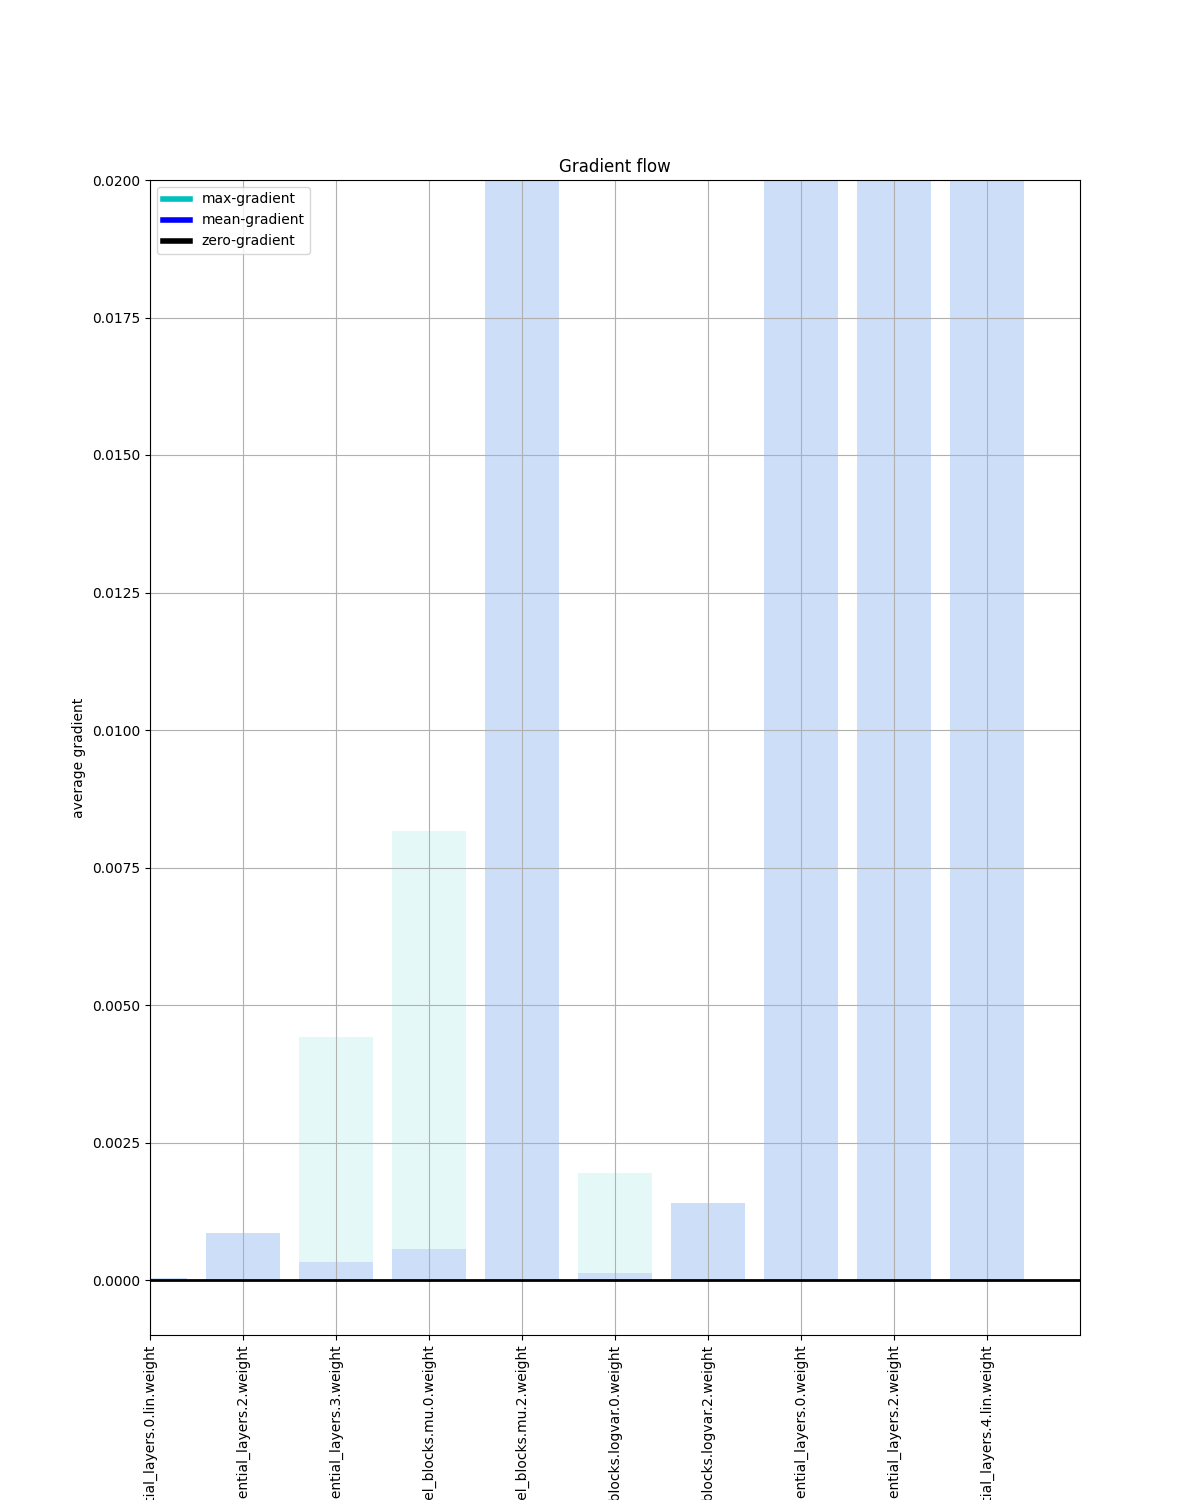 Gradient flow
max-gradient
mean-gradient
zero-gradient
average gradient
0.0200
0.0175
0.0150
0.0125
0.0100
0.0075
0.0050
0.0025
0.0000
tial_layers.0.lin.weight
ential_layers.2.weight
ential_layers.3.weight
el_blocks.mu.0.weight
el_blocks.mu.2.weight
blocks.logvar.0.weight
blocks.logvar.2.weight
ential_layers.0.weight
ential_layers.2.weight
tial_layers.4.lin.weight